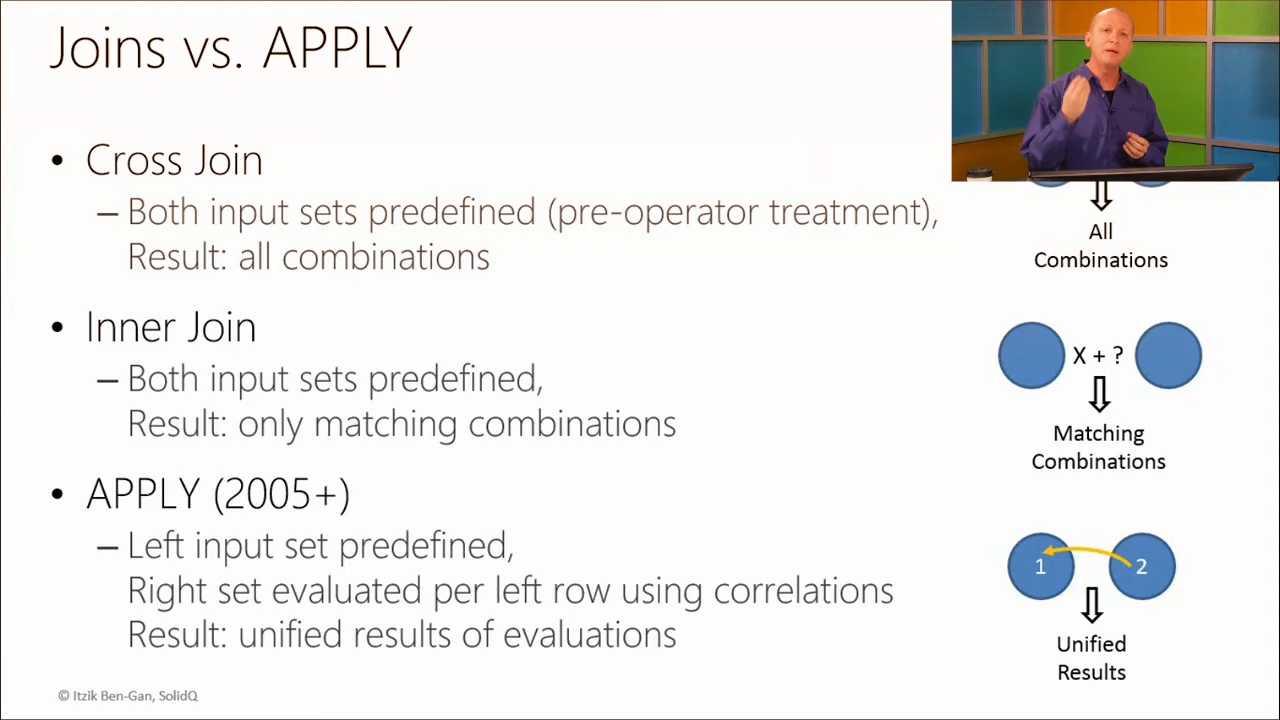 Joins vs. APPLY
• Cross Join
– Both input sets predefined (pre-operator treatment),
Result: all combinations
All
Combinations
• Inner Join
– Both input sets predefined,
Result: only matching combinations
X + ?
Matching
Combinations
• APPLY (2005+)
– Left input set predefined,
Right set evaluated per left row using correlations
Result: unified results of evaluations
1
2
Unified
Results
© Itzik Ben-Gan, SolidQ